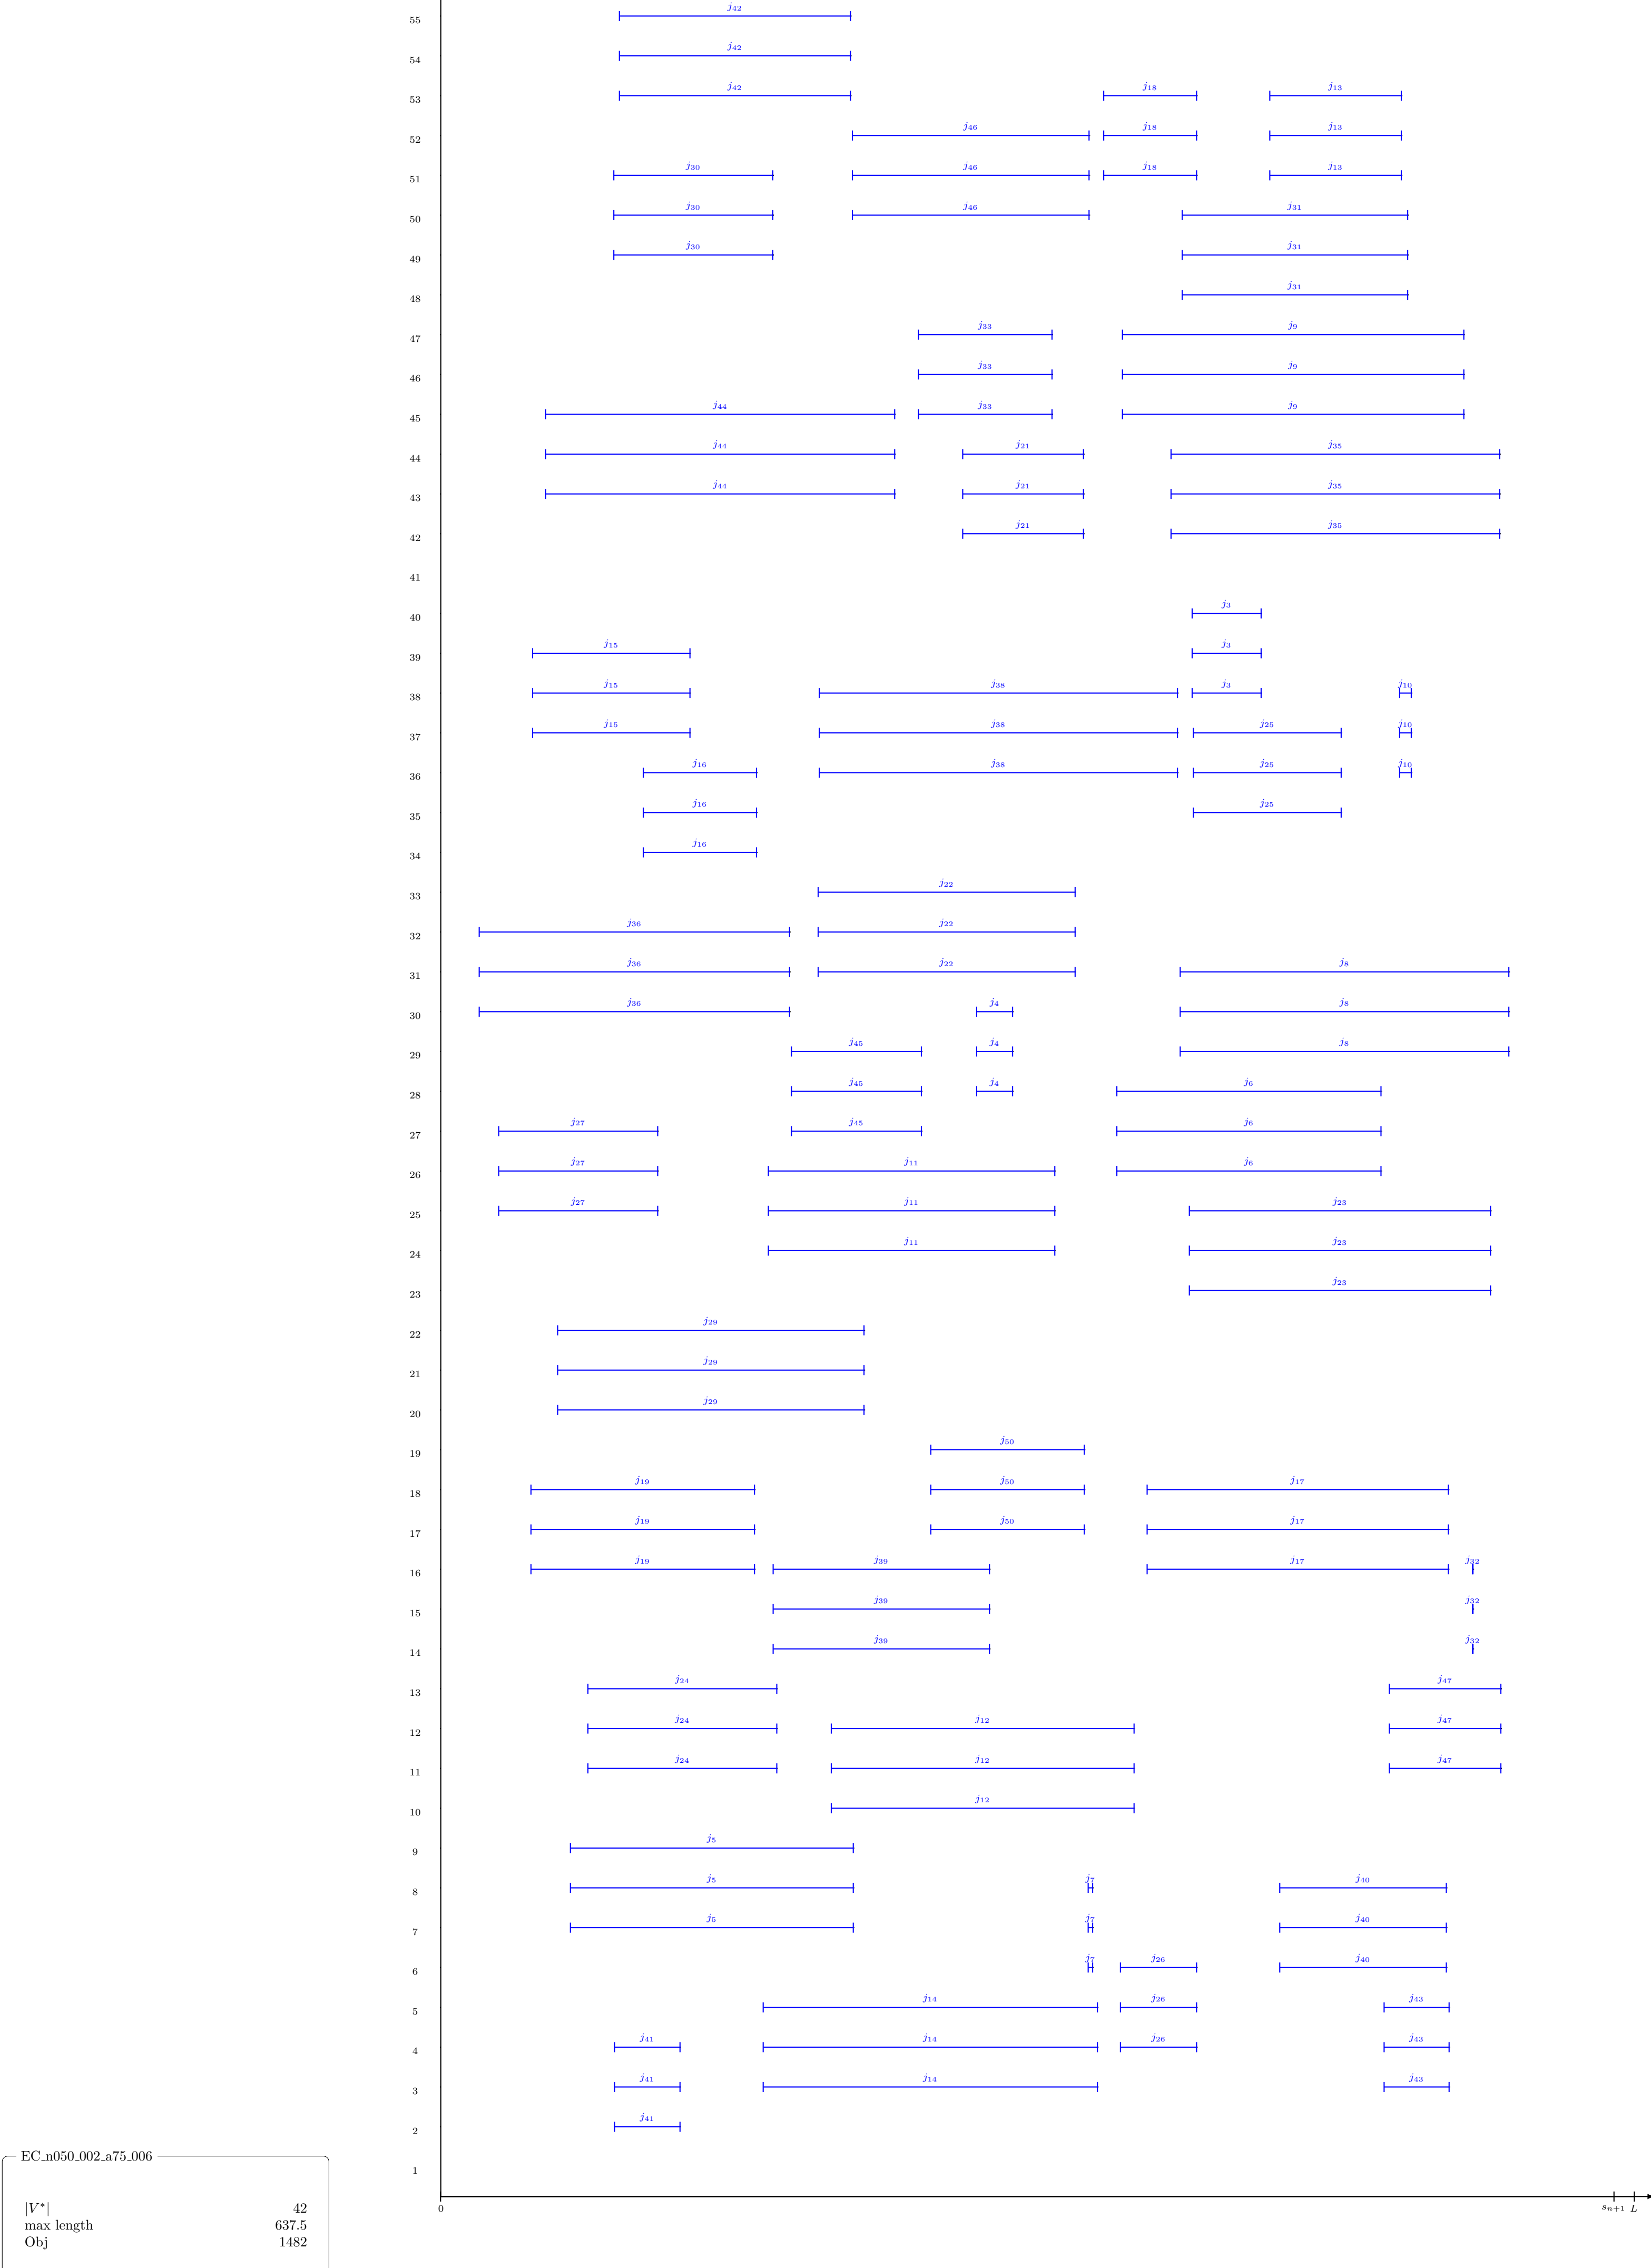 j42
55
j42
54
j42 j18 j13
53
j46 j18 j13
52
j30 j46 j18 j13
51
j30 j46 j31
50
j30 j31
49
j31
48
j33 j9
47
j33 j9
46
j44 j33 j9
45
j44 j21 j35
44
j44 j21 j35
43
j21 j35
42
41
j3
40
j15 j3
39
j15 j38 j3 j10
38
j15 j38 j25 j10
37
j16 j38 j25 j10
36
j16 j25
35
j16
34
j22
33
j36 j22
32
j36 j22 j8
31
j36 j4 j8
30
j45 j4 j8
29
j45 j4 j6
28
j27 j45 j6
27
j27 j11 j6
26
j27 j11 j23
25
j11 j23
24
j23
23
j29
22
j29
21
j29
20
j50
19
j19 j50 j17
18
j19 j50 j17
17
j19 j39 j17 j32
16
j39 j32
15
j39 j32
14
j24 j47
13
j24 j12 j47
12
j24 j12 j47
11
j12
10
j5
9
j5 j7 j40
8
j5 j7 j40
7
j7 j26 j40
6
j14 j26 j43
5
j41 j14 j26 j43
4
j41 j14 j43
3
j41
2
1
0 sn+1 L
EC_n050_002_a75_006
|V*| 42
max length 637.5
Obj 1482